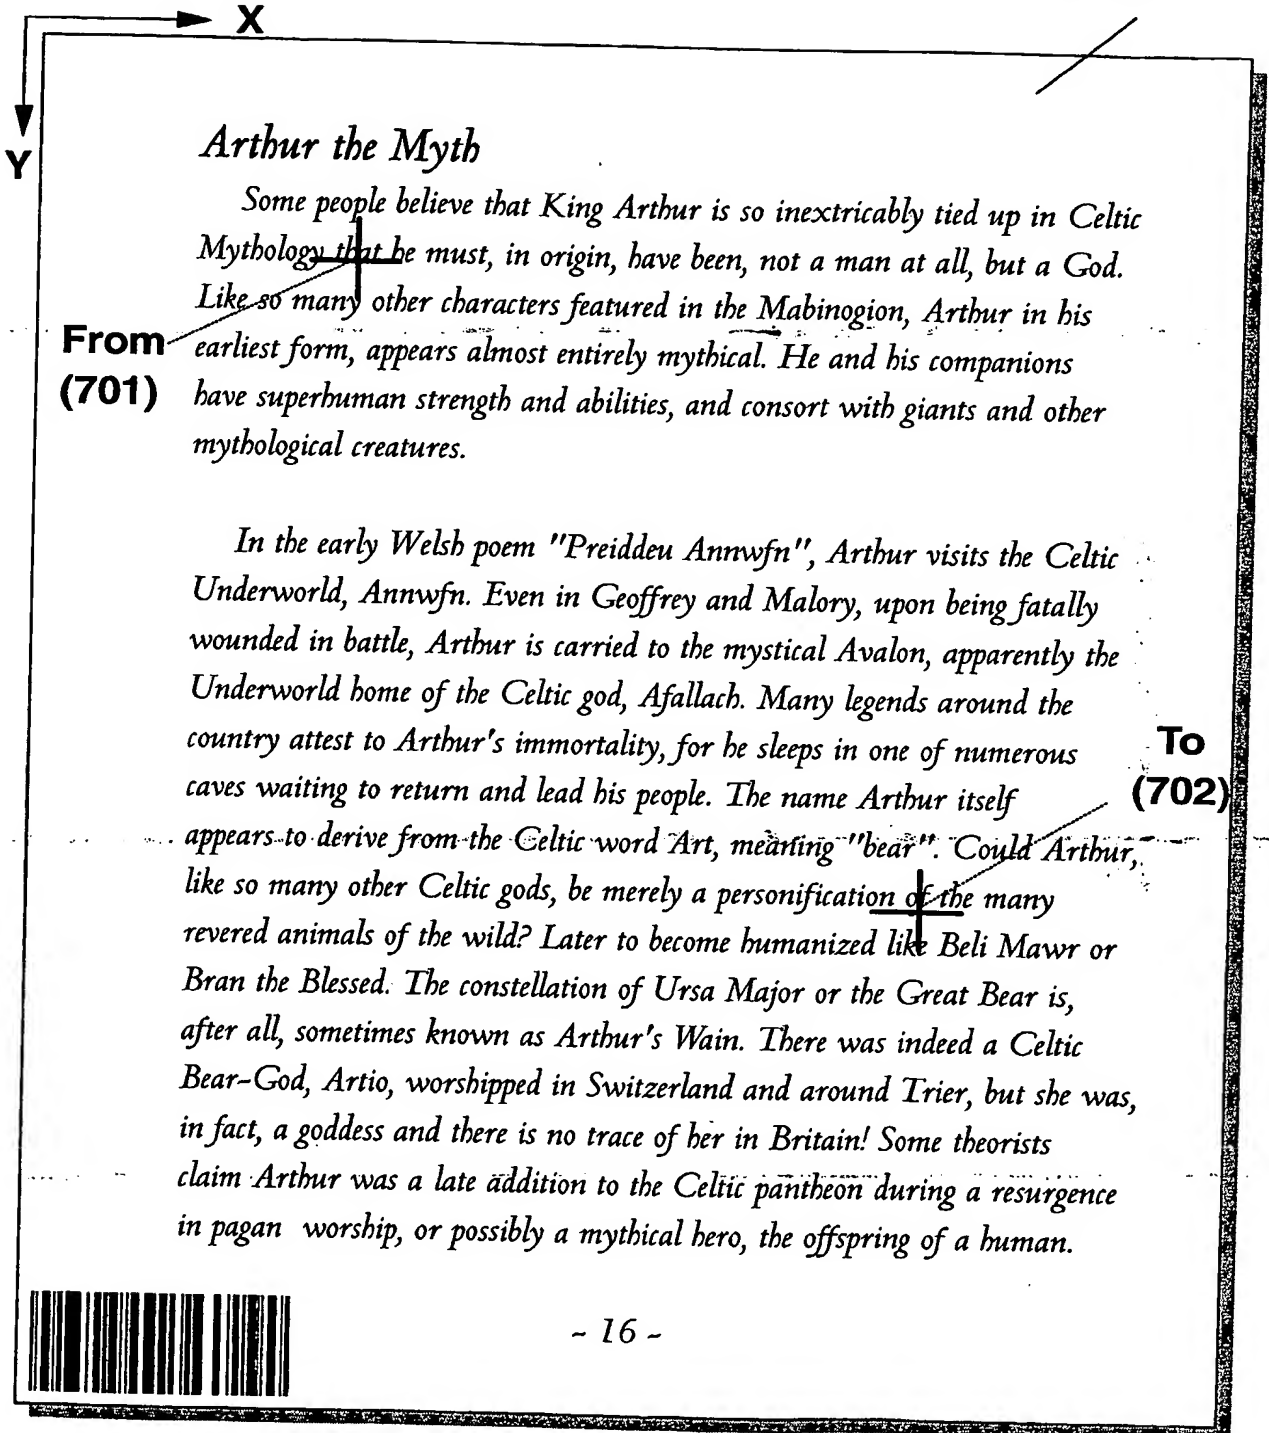 X
Y
Arthur the Myth
Some people believe that King Arthur is so inextricably tied up in Celtic
Mythology that he must, in origin, have been, not a man at all, but a God.
Like so many other characters featured in the Mabinogion, Arthur in his
From
(701)
earliest form, appears almost entirely mythical. He and his companions
have superhuman strength and abilities, and consort with giants and other
mythological creatures.
In the early Welsh poem "Preiddeu Annwfn", Arthur visits the Celtic
Underworld, Annwfn. Even in Geoffrey and Malory, upon being fatally
wounded in battle, Arthur is carried to the mystical Avalon, apparently the
Underworld home of the Celtic god, Afallach. Many legends around the
country attest to Arthur's immortality, for he sleeps in one of numerous
To
(702)
caves waiting to return and lead his people. The name Arthur itself
appears to derive from the Celtic word Art, meaning "bear". Could Arthur,
like so many other Celtic gods, be merely a personification of the many
revered animals of the wild? Later to become humanized like Beli Mawr or
Bran the Blessed. The constellation of Ursa Major or the Great Bear is,
after all, sometimes known as Arthur's Wain. There was indeed a Celtic
Bear-God, Artio, worshipped in Switzerland and around Trier, but she was,
in fact, a goddess and there is no trace of her in Britain! Some theorists
claim Arthur was a late addition to the Celtic pantheon during a resurgence
in pagan worship, or possibly a mythical hero, the offspring of a human.
~ 16 ~